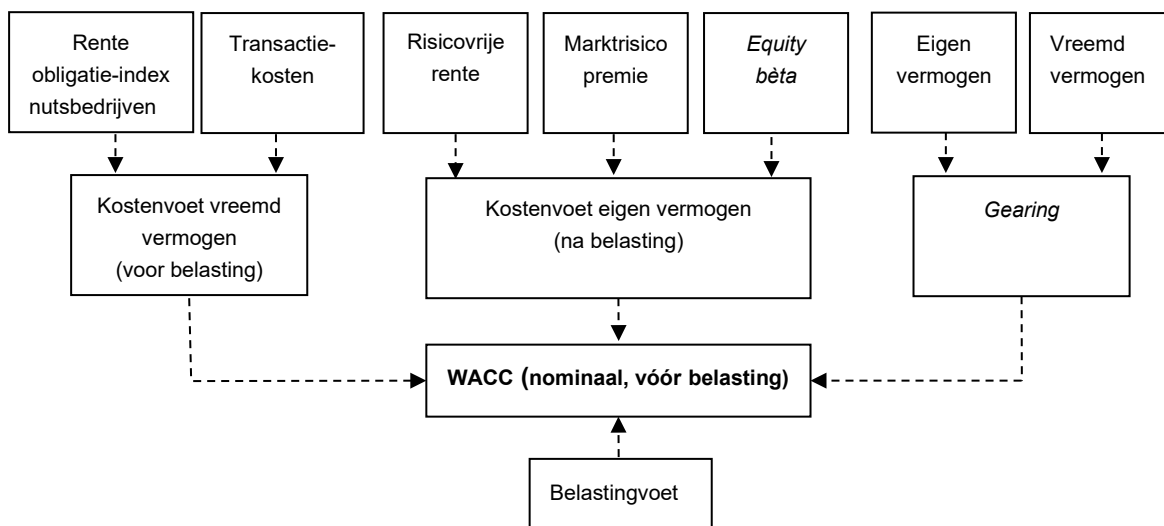 Rente
obligatie-index
nutsbedrijven
Transactie-
kosten
Risicovrije
rente
Marktrisico
premie
Equity
bèta
Eigen
vermogen
Vreemd
vermogen
Kostenvoet vreemd
vermogen
(voor belasting)
Kostenvoet eigen vermogen
(na belasting)
Gearing
WACC (nominaal, vóór belasting)
Belastingvoet